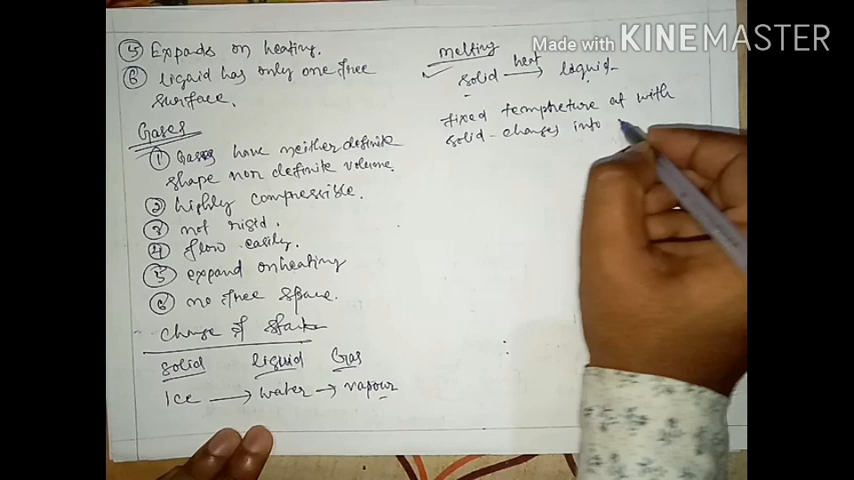 ⑤ Expads on heating.
⑥ liquid has only one free
surface.
Gases
① Gases have neither definite
shape non definite volume.
② highly compressible.
③ not rigid.
④ flow easily.
⑤ expand on heating
⑥ no free space.
change of state
solid liquid Gas
Ice → water → vapour
melting
✓ solid heat → liquid
fixed tempreture at with
solid - changes into
Made with KINEMASTER